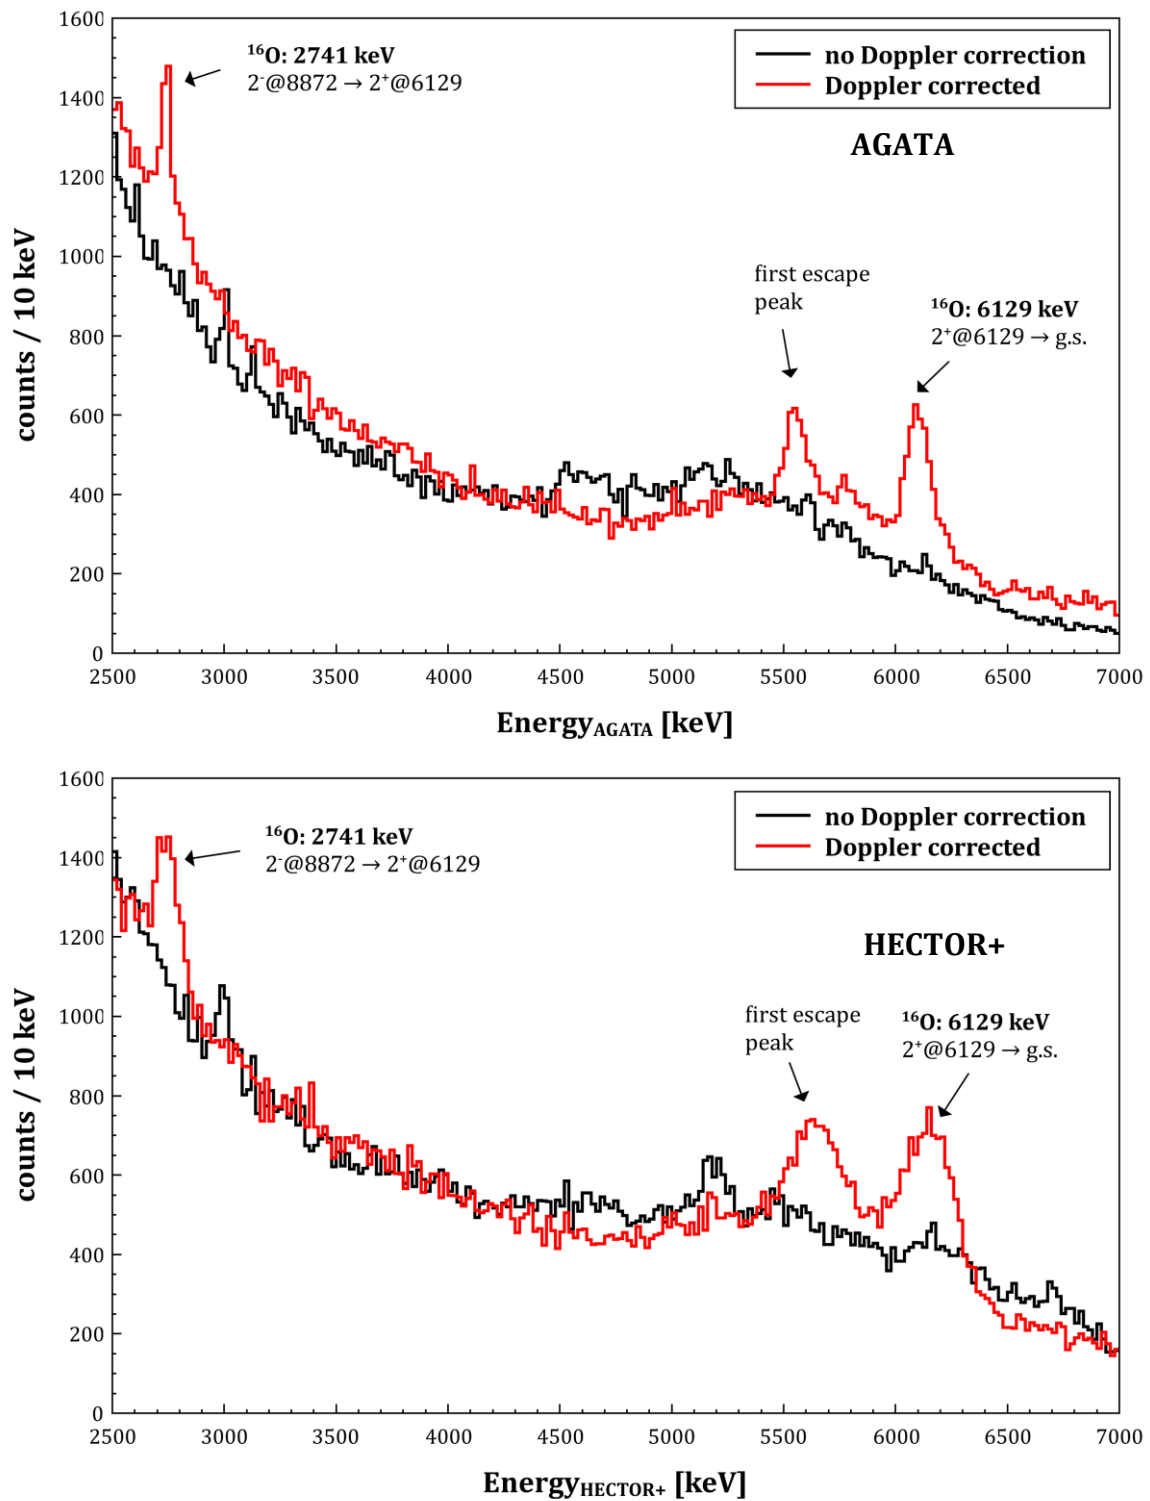 1600
1400
1200
1000
800
600
400
200
0
counts / 10 keV
¹⁶O: 2741 keV
2⁻@8872 → 2⁺@6129
no Doppler correction
Doppler corrected
AGATA
first escape
peak
¹⁶O: 6129 keV
2⁺@6129 → g.s.
2500 3000 3500 4000 4500 5000 5500 6000 6500 7000
Energy_AGATA [keV]
1600
1400
1200
1000
800
600
400
200
0
counts / 10 keV
¹⁶O: 2741 keV
2⁻@8872 → 2⁺@6129
no Doppler correction
Doppler corrected
HECTOR+
first escape
peak
¹⁶O: 6129 keV
2⁺@6129 → g.s.
2500 3000 3500 4000 4500 5000 5500 6000 6500 7000
Energy_HECTOR+ [keV]